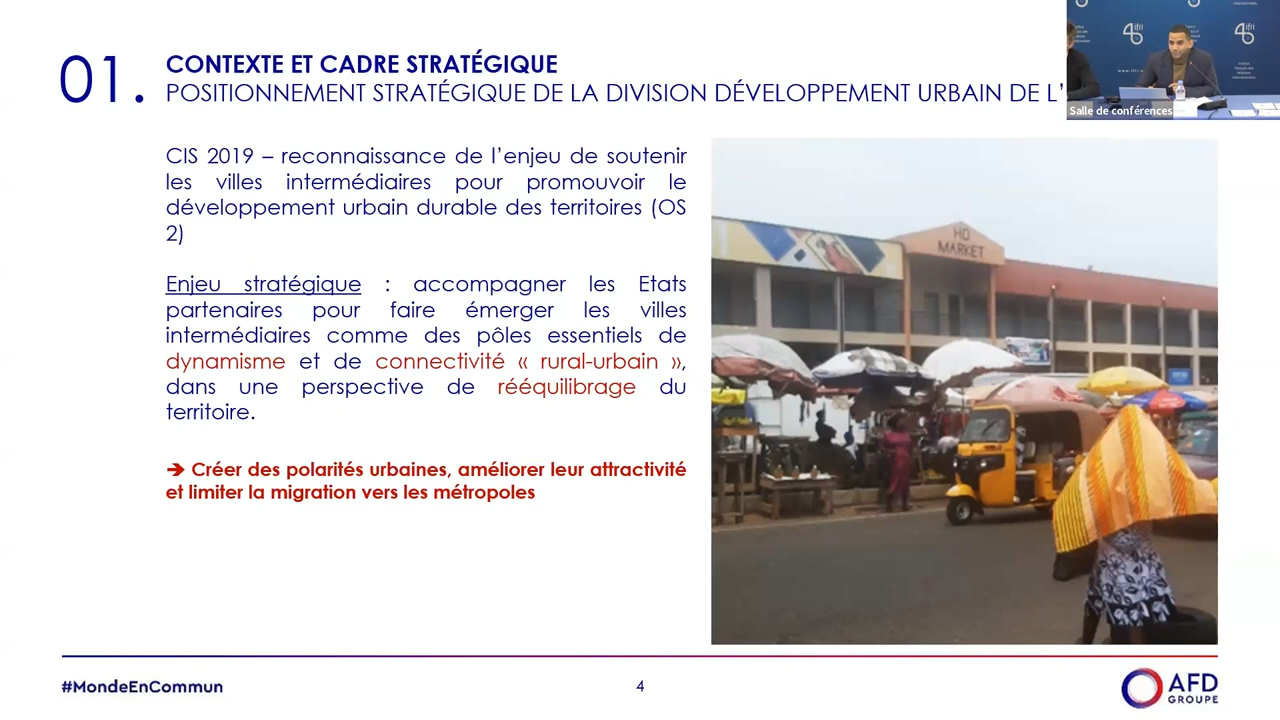 01.
CONTEXTE ET CADRE STRATÉGIQUE
POSITIONNEMENT STRATÉGIQUE DE LA DIVISION DÉVELOPPEMENT URBAIN DE L'
ifri
ifri
Salle de conférences
CIS 2019 – reconnaissance de l'enjeu de soutenir
les villes intermédiaires pour promouvoir le
développement urbain durable des territoires (OS
2)
Enjeu stratégique : accompagner les Etats
partenaires pour faire émerger les villes
intermédiaires comme des pôles essentiels de
dynamisme et de connectivité « rural-urbain »,
dans une perspective de rééquilibrage du
territoire.
➔ Créer des polarités urbaines, améliorer leur attractivité
et limiter la migration vers les métropoles
HO
MARKET
#MondeEnCommun
4
AFD
GROUPE